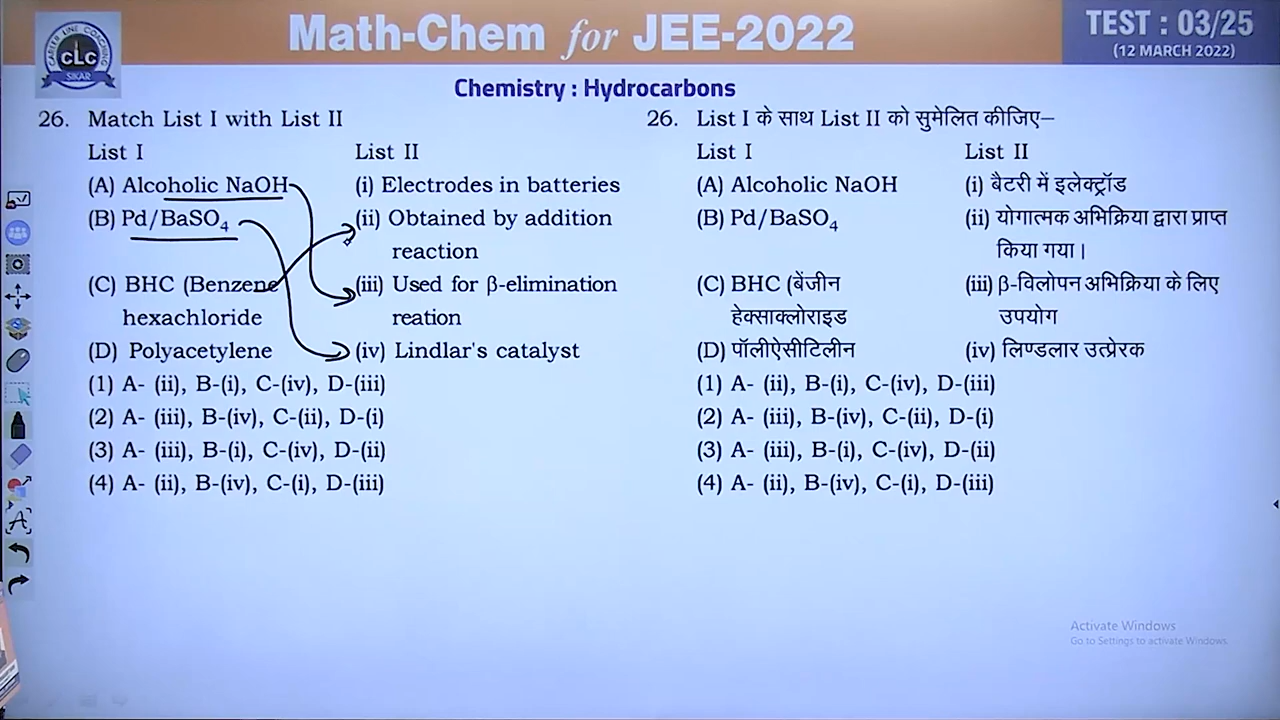 CAREER LINE COACHING
CLC
SIKAR
Math-Chem for JEE-2022
TEST : 03/25
(12 MARCH 2022)
Chemistry : Hydrocarbons
26. Match List I with List II
List I List II
(A) Alcoholic NaOH (i) Electrodes in batteries
(B) Pd/BaSO₄ (ii) Obtained by addition
reaction
(C) BHC (Benzene (iii) Used for β-elimination
hexachloride reation
(D) Polyacetylene (iv) Lindlar's catalyst
(1) A- (ii), B-(i), C-(iv), D-(iii)
(2) A- (iii), B-(iv), C-(ii), D-(i)
(3) A- (iii), B-(i), C-(iv), D-(ii)
(4) A- (ii), B-(iv), C-(i), D-(iii)
26. List I के साथ List II को सुमेलित कीजिए–
List I List II
(A) Alcoholic NaOH (i) बैटरी में इलेक्ट्रॉड
(B) Pd/BaSO₄ (ii) योगात्मक अभिक्रिया द्वारा प्राप्त
किया गया।
(C) BHC (बेंजीन (iii) β-विलोपन अभिक्रिया के लिए
हेक्साक्लोराइड उपयोग
(D) पॉलीऐसीटिलीन (iv) लिण्डलार उत्प्रेरक
(1) A- (ii), B-(i), C-(iv), D-(iii)
(2) A- (iii), B-(iv), C-(ii), D-(i)
(3) A- (iii), B-(i), C-(iv), D-(ii)
(4) A- (ii), B-(iv), C-(i), D-(iii)
Activate Windows
Go to Settings to activate Windows.